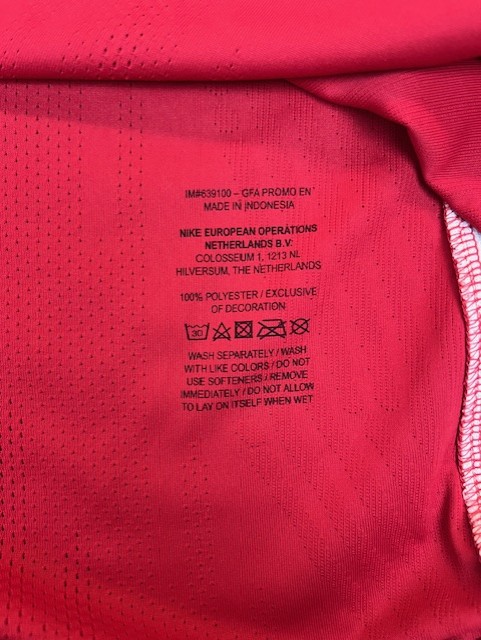 IM#639100 – GFA PROMO EN
MADE IN INDONESIA
NIKE EUROPEAN OPERATIONS
NETHERLANDS B.V:
COLOSSEUM 1, 1213 NL
HILVERSUM, THE NETHERLANDS
100% POLYESTER / EXCLUSIVE
OF DECORATION
30
WASH SEPARATELY / WASH
WITH LIKE COLORS / DO NOT
USE SOFTENERS / REMOVE
IMMEDIATELY / DO NOT ALLOW
TO LAY ON ITSELF WHEN WET